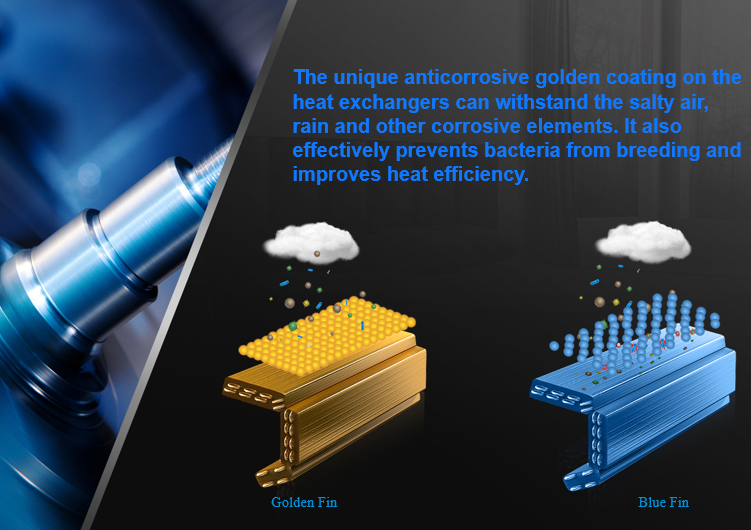 The unique anticorrosive golden coating on the
heat exchangers can withstand the salty air,
rain and other corrosive elements. It also
effectively prevents bacteria from breeding and
improves heat efficiency.
Golden Fin
Blue Fin